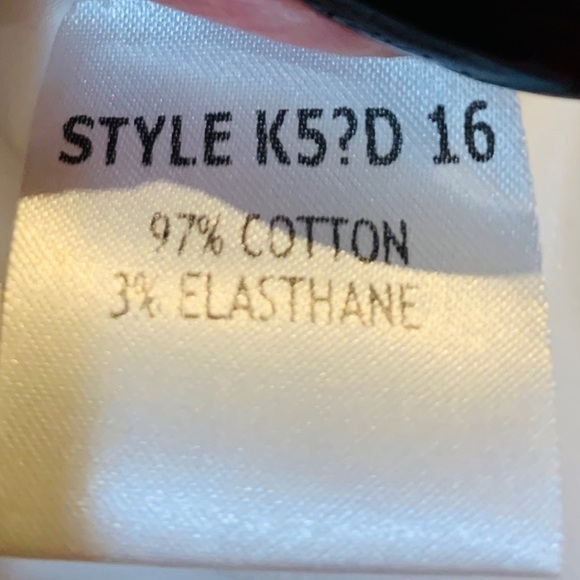 STYLE K5?D 16
97% COTTON
3% ELASTHANE